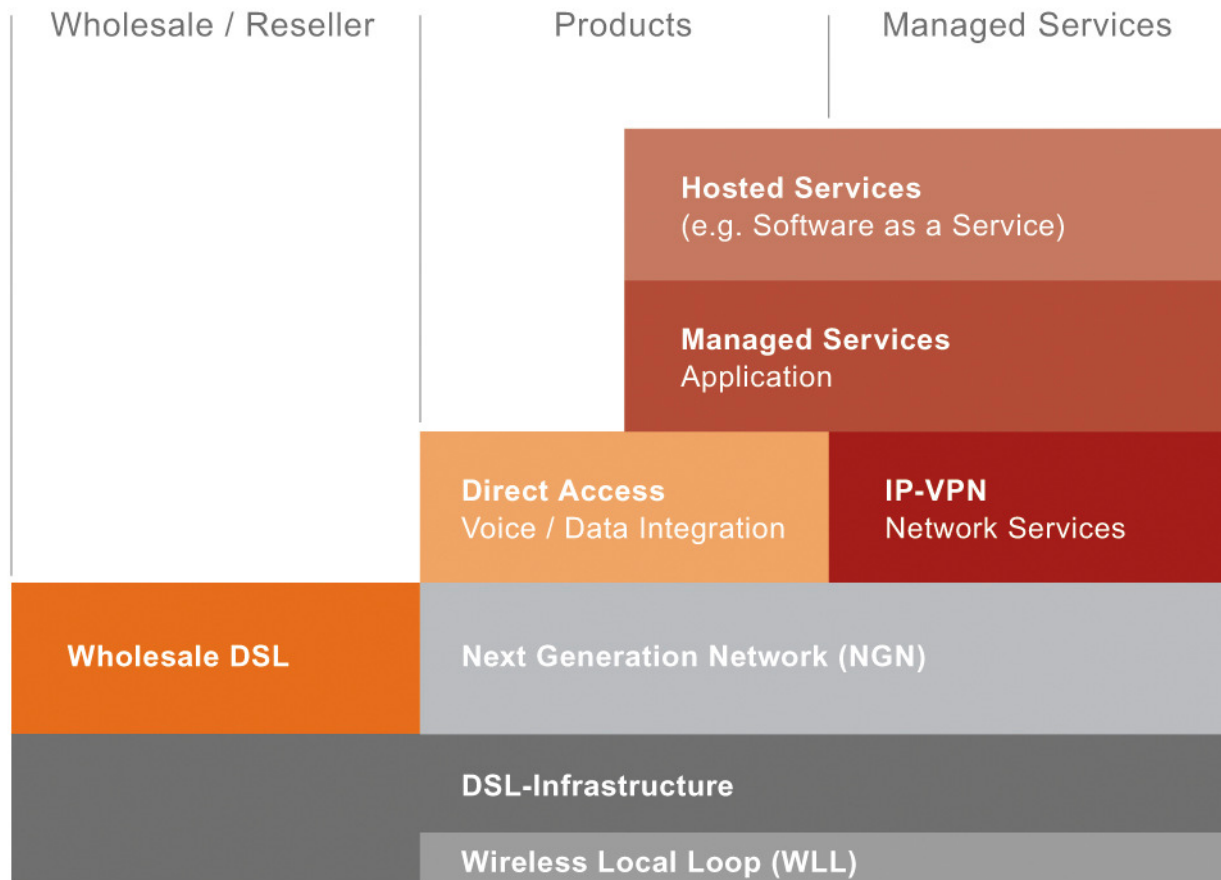 Wholesale / Reseller
Products
Managed Services
Hosted Services
(e.g. Software as a Service)
Managed Services
Application
Direct Access
Voice / Data Integration
IP-VPN
Network Services
Wholesale DSL
Next Generation Network (NGN)
DSL-Infrastructure
Wireless Local Loop (WLL)